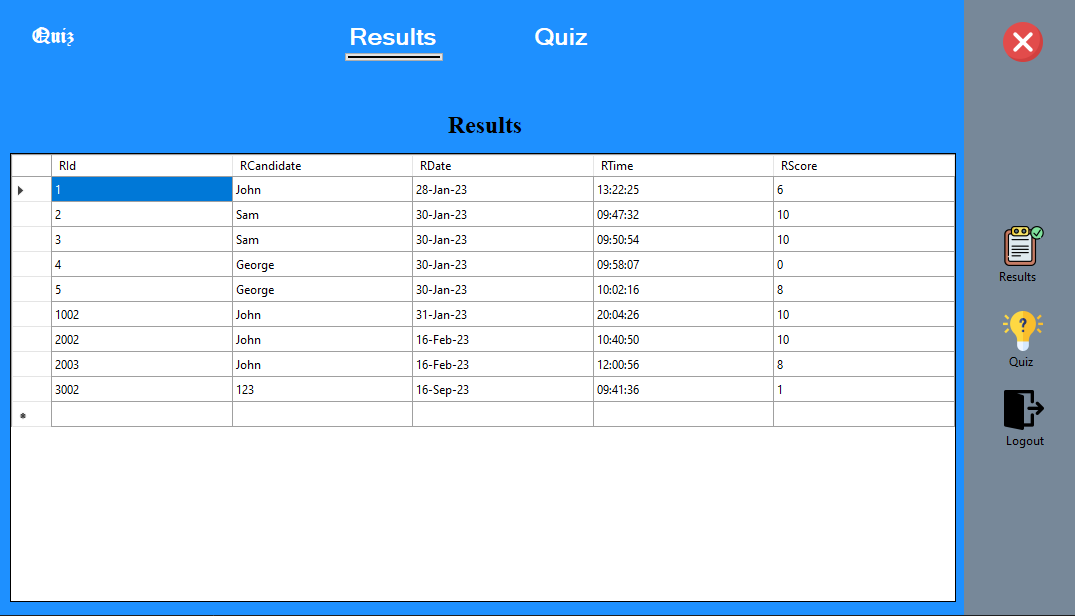 Quiz Results Quiz
Results
RId RCandidate RDate RTime RScore
1 John 28-Jan-23 13:22:25 6
2 Sam 30-Jan-23 09:47:32 10
3 Sam 30-Jan-23 09:50:54 10
4 George 30-Jan-23 09:58:07 0
5 George 30-Jan-23 10:02:16 8
1002 John 31-Jan-23 20:04:26 10
2002 John 16-Feb-23 10:40:50 10
2003 John 16-Feb-23 12:00:56 8
3002 123 16-Sep-23 09:41:36 1
Results
Quiz
Logout